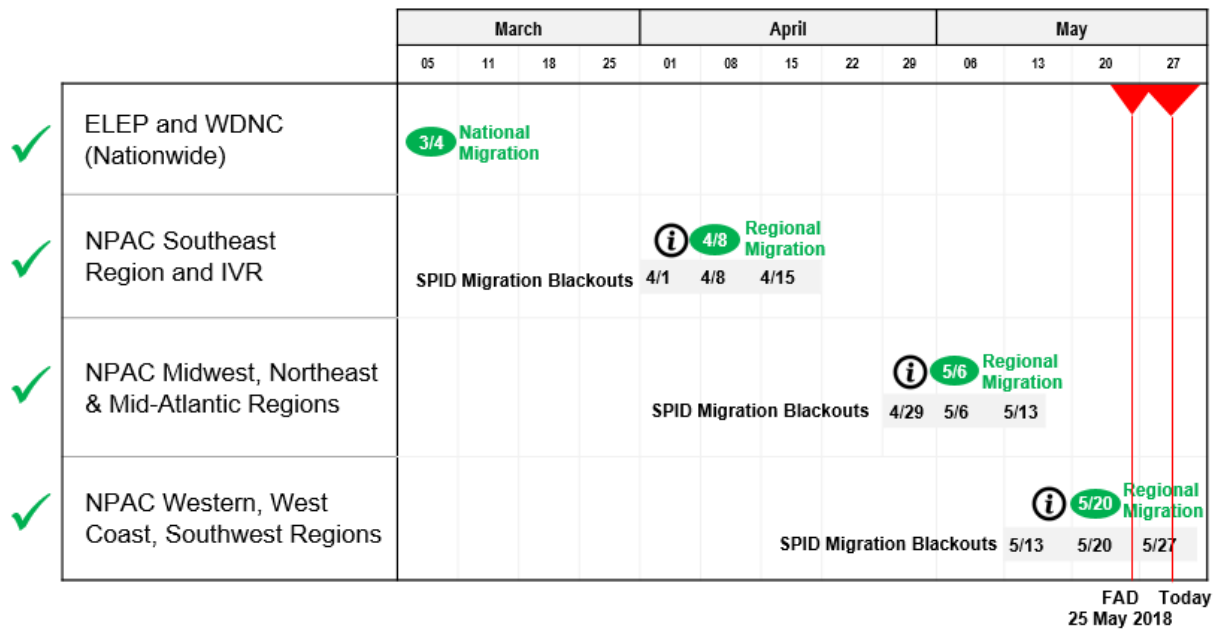 March April May
05 11 18 25 01 08 15 22 29 06 13 20 27
ELEP and WDNC
(Nationwide)
3/4 National
Migration
NPAC Southeast
Region and IVR
i 4/8 Regional
Migration
SPID Migration Blackouts 4/1 4/8 4/15
NPAC Midwest, Northeast
& Mid-Atlantic Regions
i 5/6 Regional
Migration
SPID Migration Blackouts 4/29 5/6 5/13
NPAC Western, West
Coast, Southwest Regions
i 5/20 Regional
Migration
SPID Migration Blackouts 5/13 5/20 5/27
FAD Today
25 May 2018